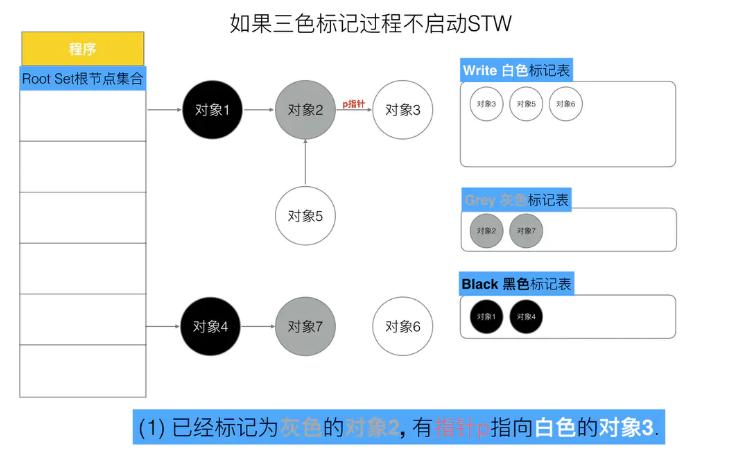 如果三色标记过程不启动STW
程序
Root Set根节点集合
对象1
对象2
p指针
对象3
对象5
对象4
对象7
对象6
Write 白色标记表
对象3 对象5 对象6
Grey 灰色标记表
对象2 对象7
Black 黑色标记表
对象1 对象4
(1) 已经标记为灰色的对象2, 有指针p指向白色的对象3.